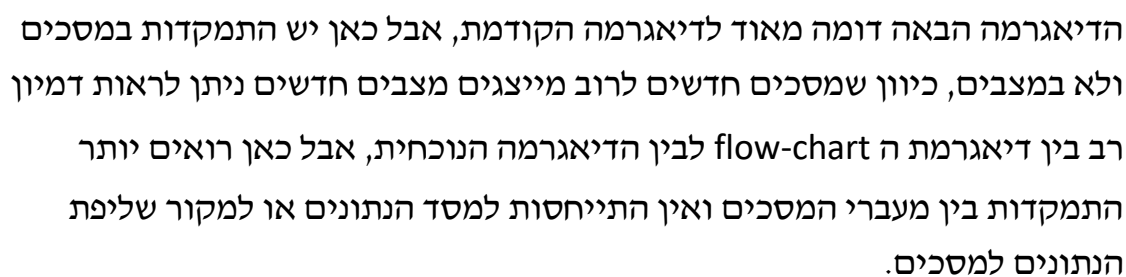 הדיאגרמה הבאה דומה מאוד לדיאגרמה הקודמת, אבל כאן יש התמקדות במסכים
ולא במצבים, כיוון שמסכים חדשים לרוב מייצגים מצבים חדשים ניתן לראות דמיון
רב בין דיאגרמת ה flow-chart לבין הדיאגרמה הנוכחית, אבל כאן רואים יותר
התמקדות בין מעברי המסכים ואין התייחסות למסד הנתונים או למקור שליפת
הנתונים למסכים.